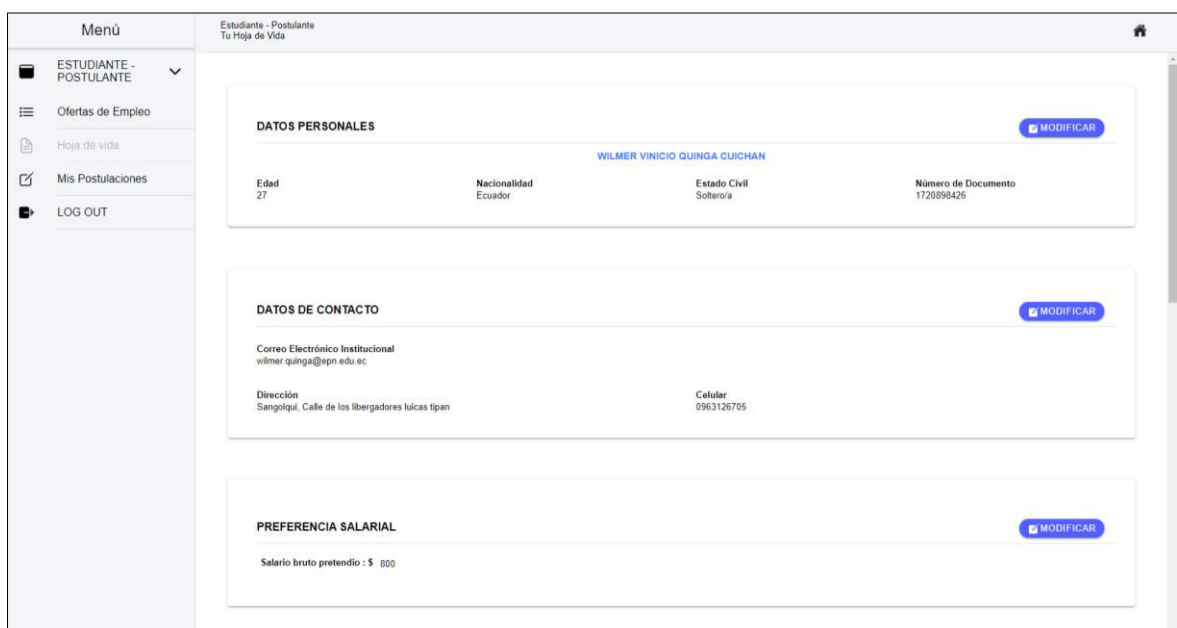 Menú
ESTUDIANTE -
POSTULANTE
Ofertas de Empleo
Hoja de vida
Mis Postulaciones
LOG OUT
Estudiante - Postulante
Tu Hoja de Vida
DATOS PERSONALES
MODIFICAR
WILMER VINICIO QUINGA CUICHAN
Edad Nacionalidad Estado Civil Número de Documento
27 Ecuador Soltero/a 1720898426
DATOS DE CONTACTO
MODIFICAR
Correo Electrónico Institucional
wilmer.quinga@epn.edu.ec
Dirección Celular
Sangolqui, Calle de los libergadores luicas tipan 0963126705
PREFERENCIA SALARIAL
MODIFICAR
Salario bruto pretendio : $ 800